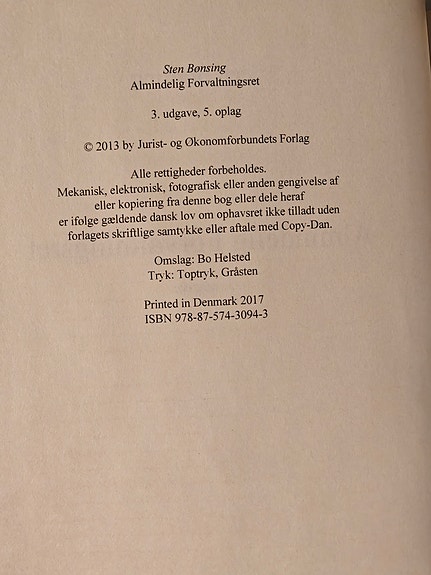 Sten Bønsing
Almindelig Forvaltningsret
3. udgave, 5. oplag
© 2013 by Jurist- og Økonomforbundets Forlag
Alle rettigheder forbeholdes.
Mekanisk, elektronisk, fotografisk eller anden gengivelse af
eller kopiering fra denne bog eller dele heraf
er ifølge gældende dansk lov om ophavsret ikke tilladt uden
forlagets skriftlige samtykke eller aftale med Copy-Dan.
Omslag: Bo Helsted
Tryk: Toptryk, Gråsten
Printed in Denmark 2017
ISBN 978-87-574-3094-3